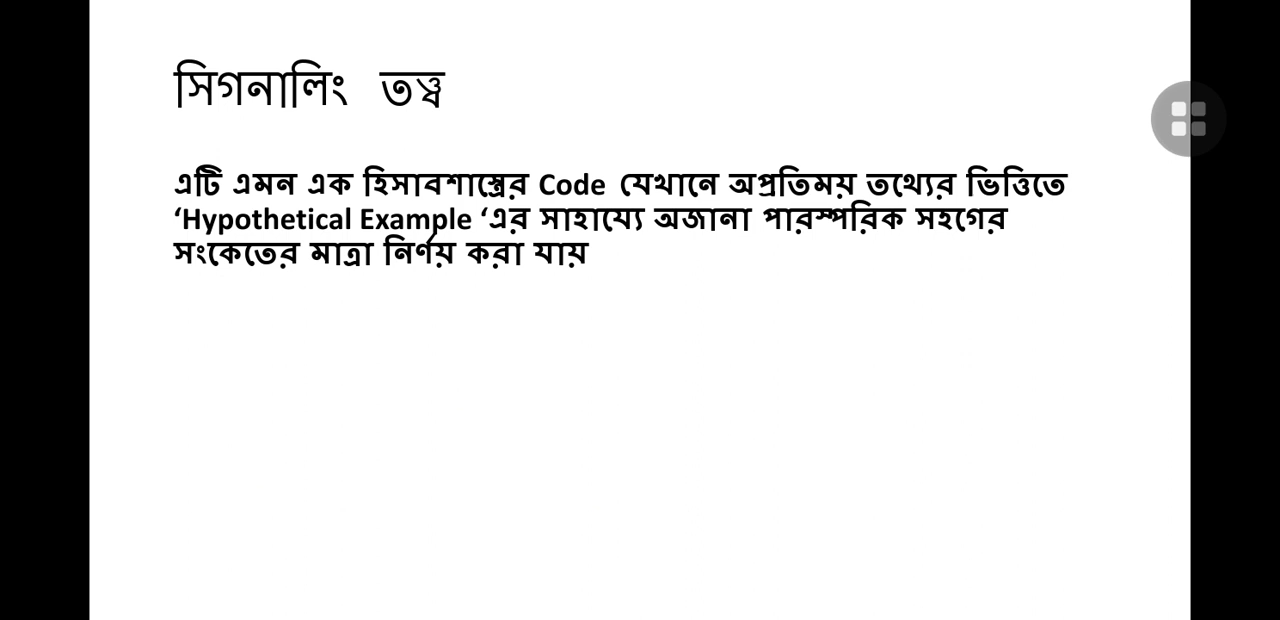 সিগনালিং তত্ত্ব
এটি এমন এক হিসাবশাস্ত্রের Code যেখানে অপ্রতিময় তথ্যের ভিত্তিতে
‘Hypothetical Example ‘এর সাহায্যে অজানা পারস্পরিক সহগের
সংকেতের মাত্রা নির্ণয় করা যায়